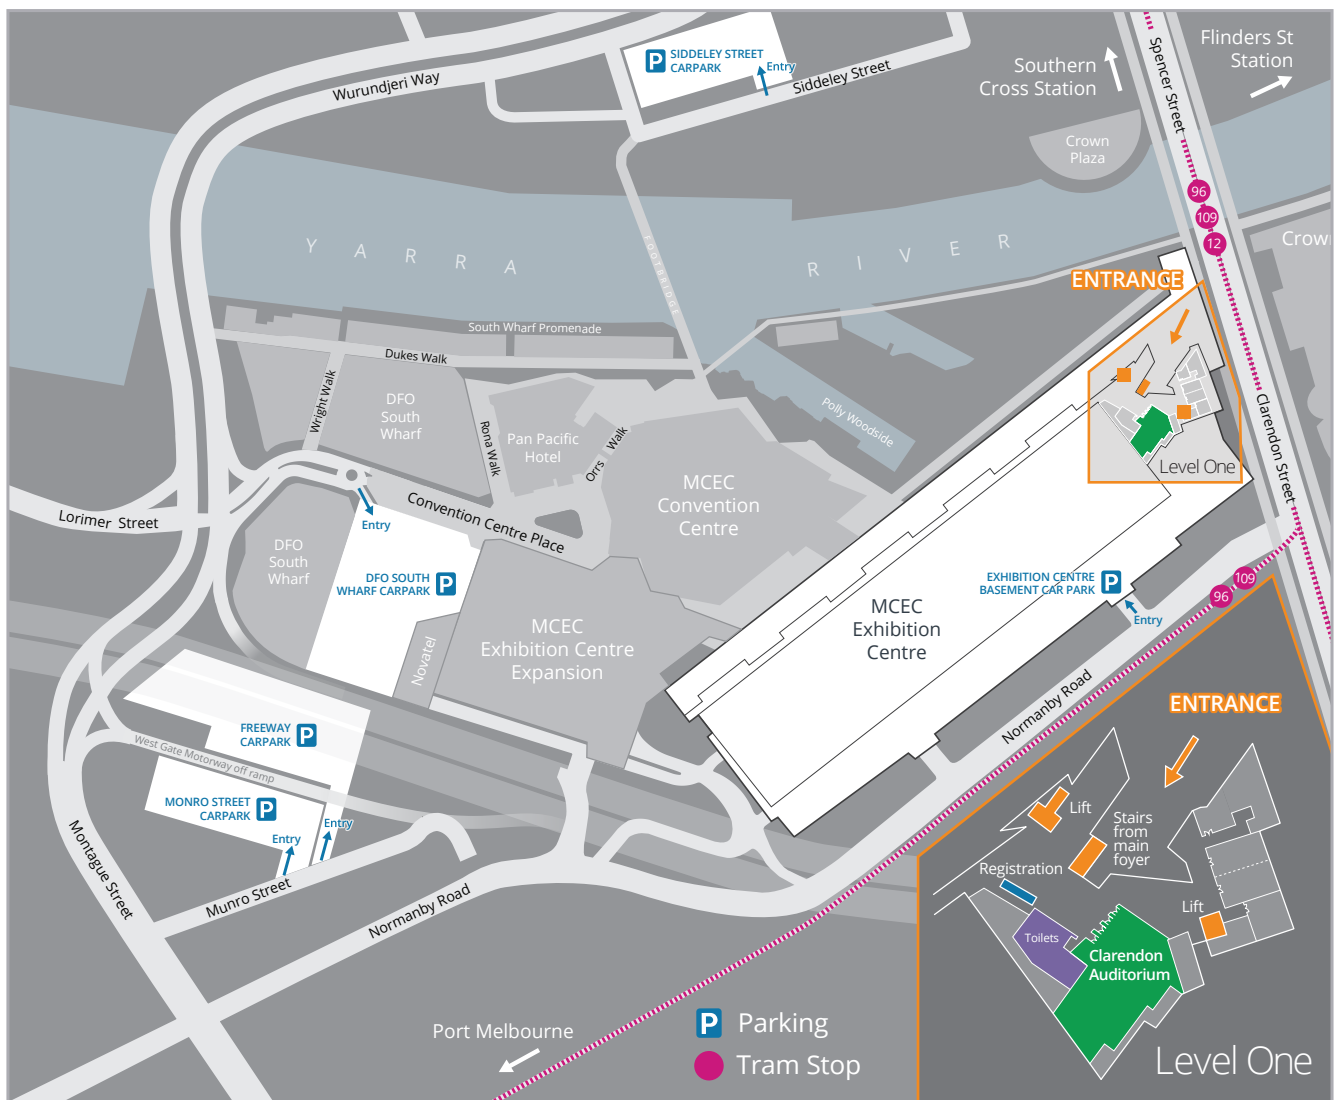 Wurundjeri Way
SIDDELEY STREET
CARPARK
Entry
Siddeley Street
Southern
Cross Station
Spencer Street
Flinders St
Station
Crown
Plaza
96
109
12
Crown
YARRA
RIVER
FOOTBRIDGE
ENTRANCE
South Wharf Promenade
Dukes Walk
Wright Walk
DFO
South
Wharf
Rona Walk
Pan Pacific
Hotel
Orrs Walk
Polly Woodside
MCEC
Convention
Centre
Level One
Clarendon Street
Lorimer Street
Entry
Convention Centre Place
DFO
South
Wharf
DFO SOUTH
WHARF CARPARK
P
EXHIBITION CENTRE
BASEMENT CAR PARK
P
Entry
109
96
MCEC
Exhibition
Centre
MCEC
Exhibition Centre
Expansion
Novatel
Normanby Road
FREEWAY
CARPARK
P
West Gate Motorway off ramp
MONRO STREET
CARPARK
P
Entry
Entry
Montague Street
Munro Street
Normanby Road
ENTRANCE
Lift
Stairs
from
main
foyer
Registration
Lift
Toilets
Clarendon
Auditorium
Level One
Port Melbourne
P Parking
Tram Stop